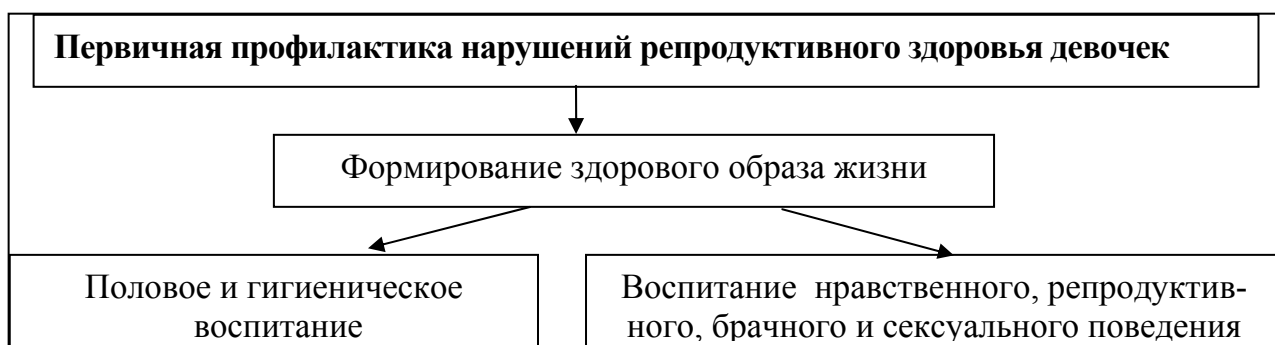 Первичная профилактика нарушений репродуктивного здоровья девочек
Формирование здорового образа жизни
Половое и гигиеническое
воспитание
Воспитание нравственного, репродуктив-
ного, брачного и сексуального поведения